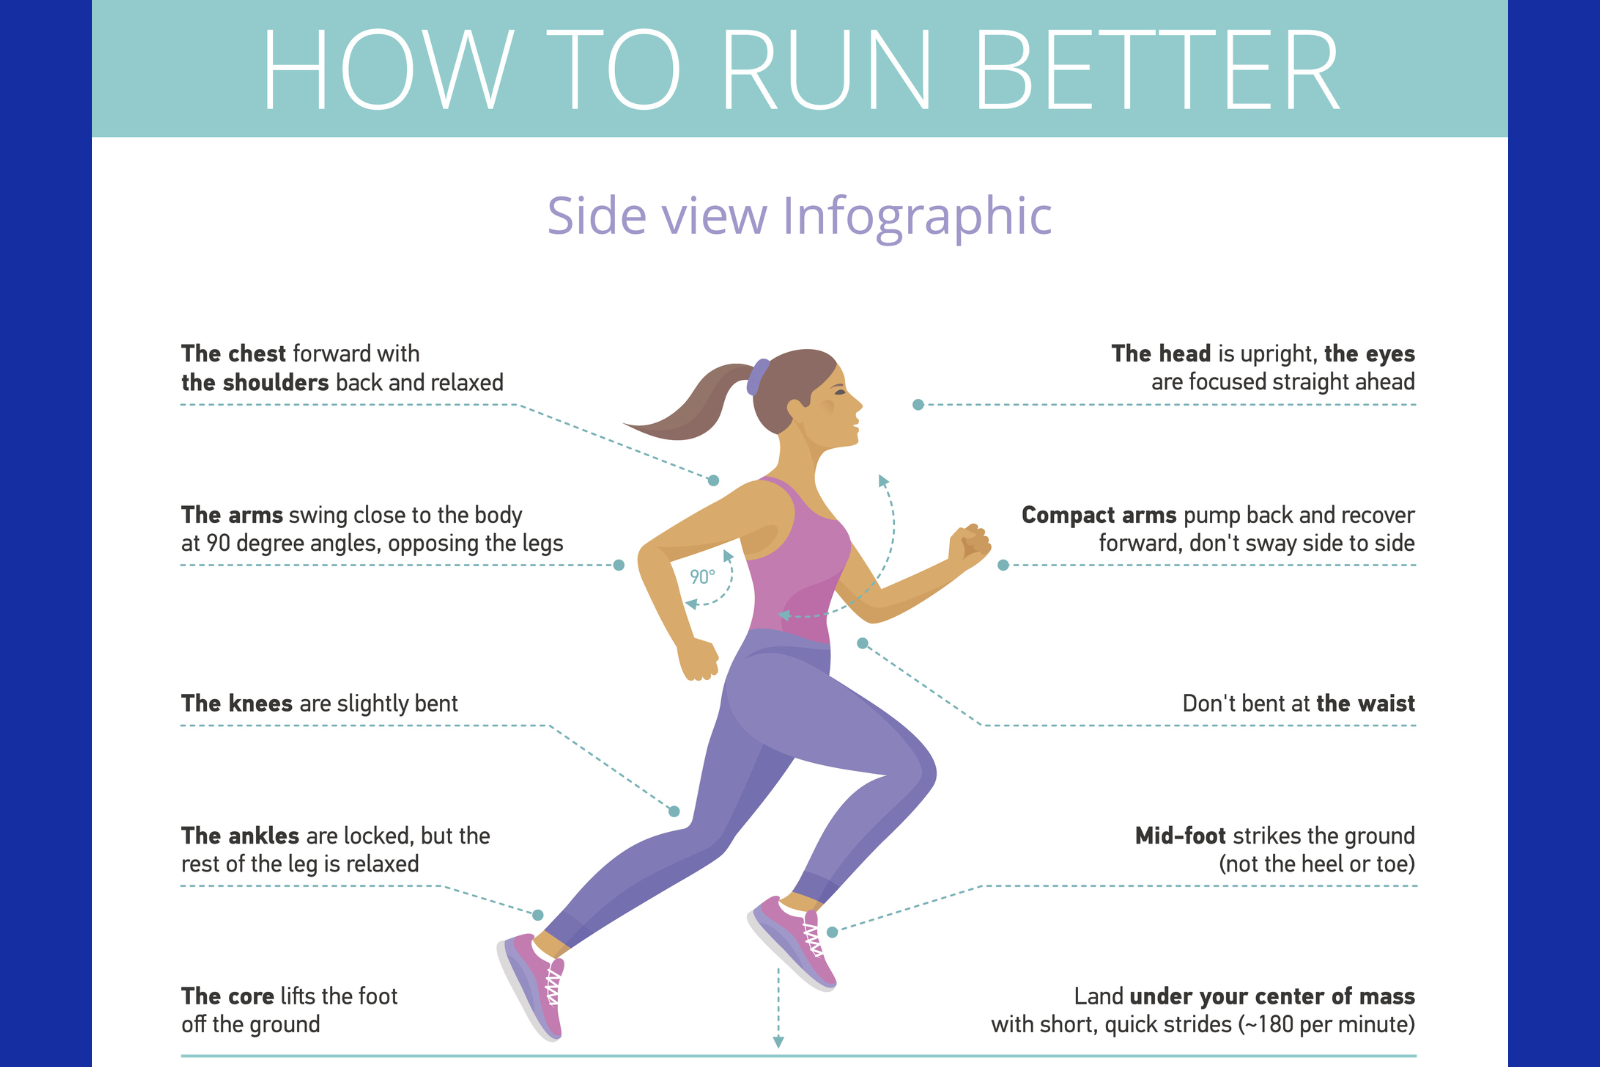 HOW TO RUN BETTER
Side view Infographic
The chest forward with
the shoulders back and relaxed
The head is upright, the eyes
are focused straight ahead
The arms swing close to the body
at 90 degree angles, opposing the legs
Compact arms pump back and recover
forward, don't sway side to side
90°
The knees are slightly bent
Don't bent at the waist
The ankles are locked, but the
rest of the leg is relaxed
Mid-foot strikes the ground
(not the heel or toe)
The core lifts the foot
off the ground
Land under your center of mass
with short, quick strides (~180 per minute)